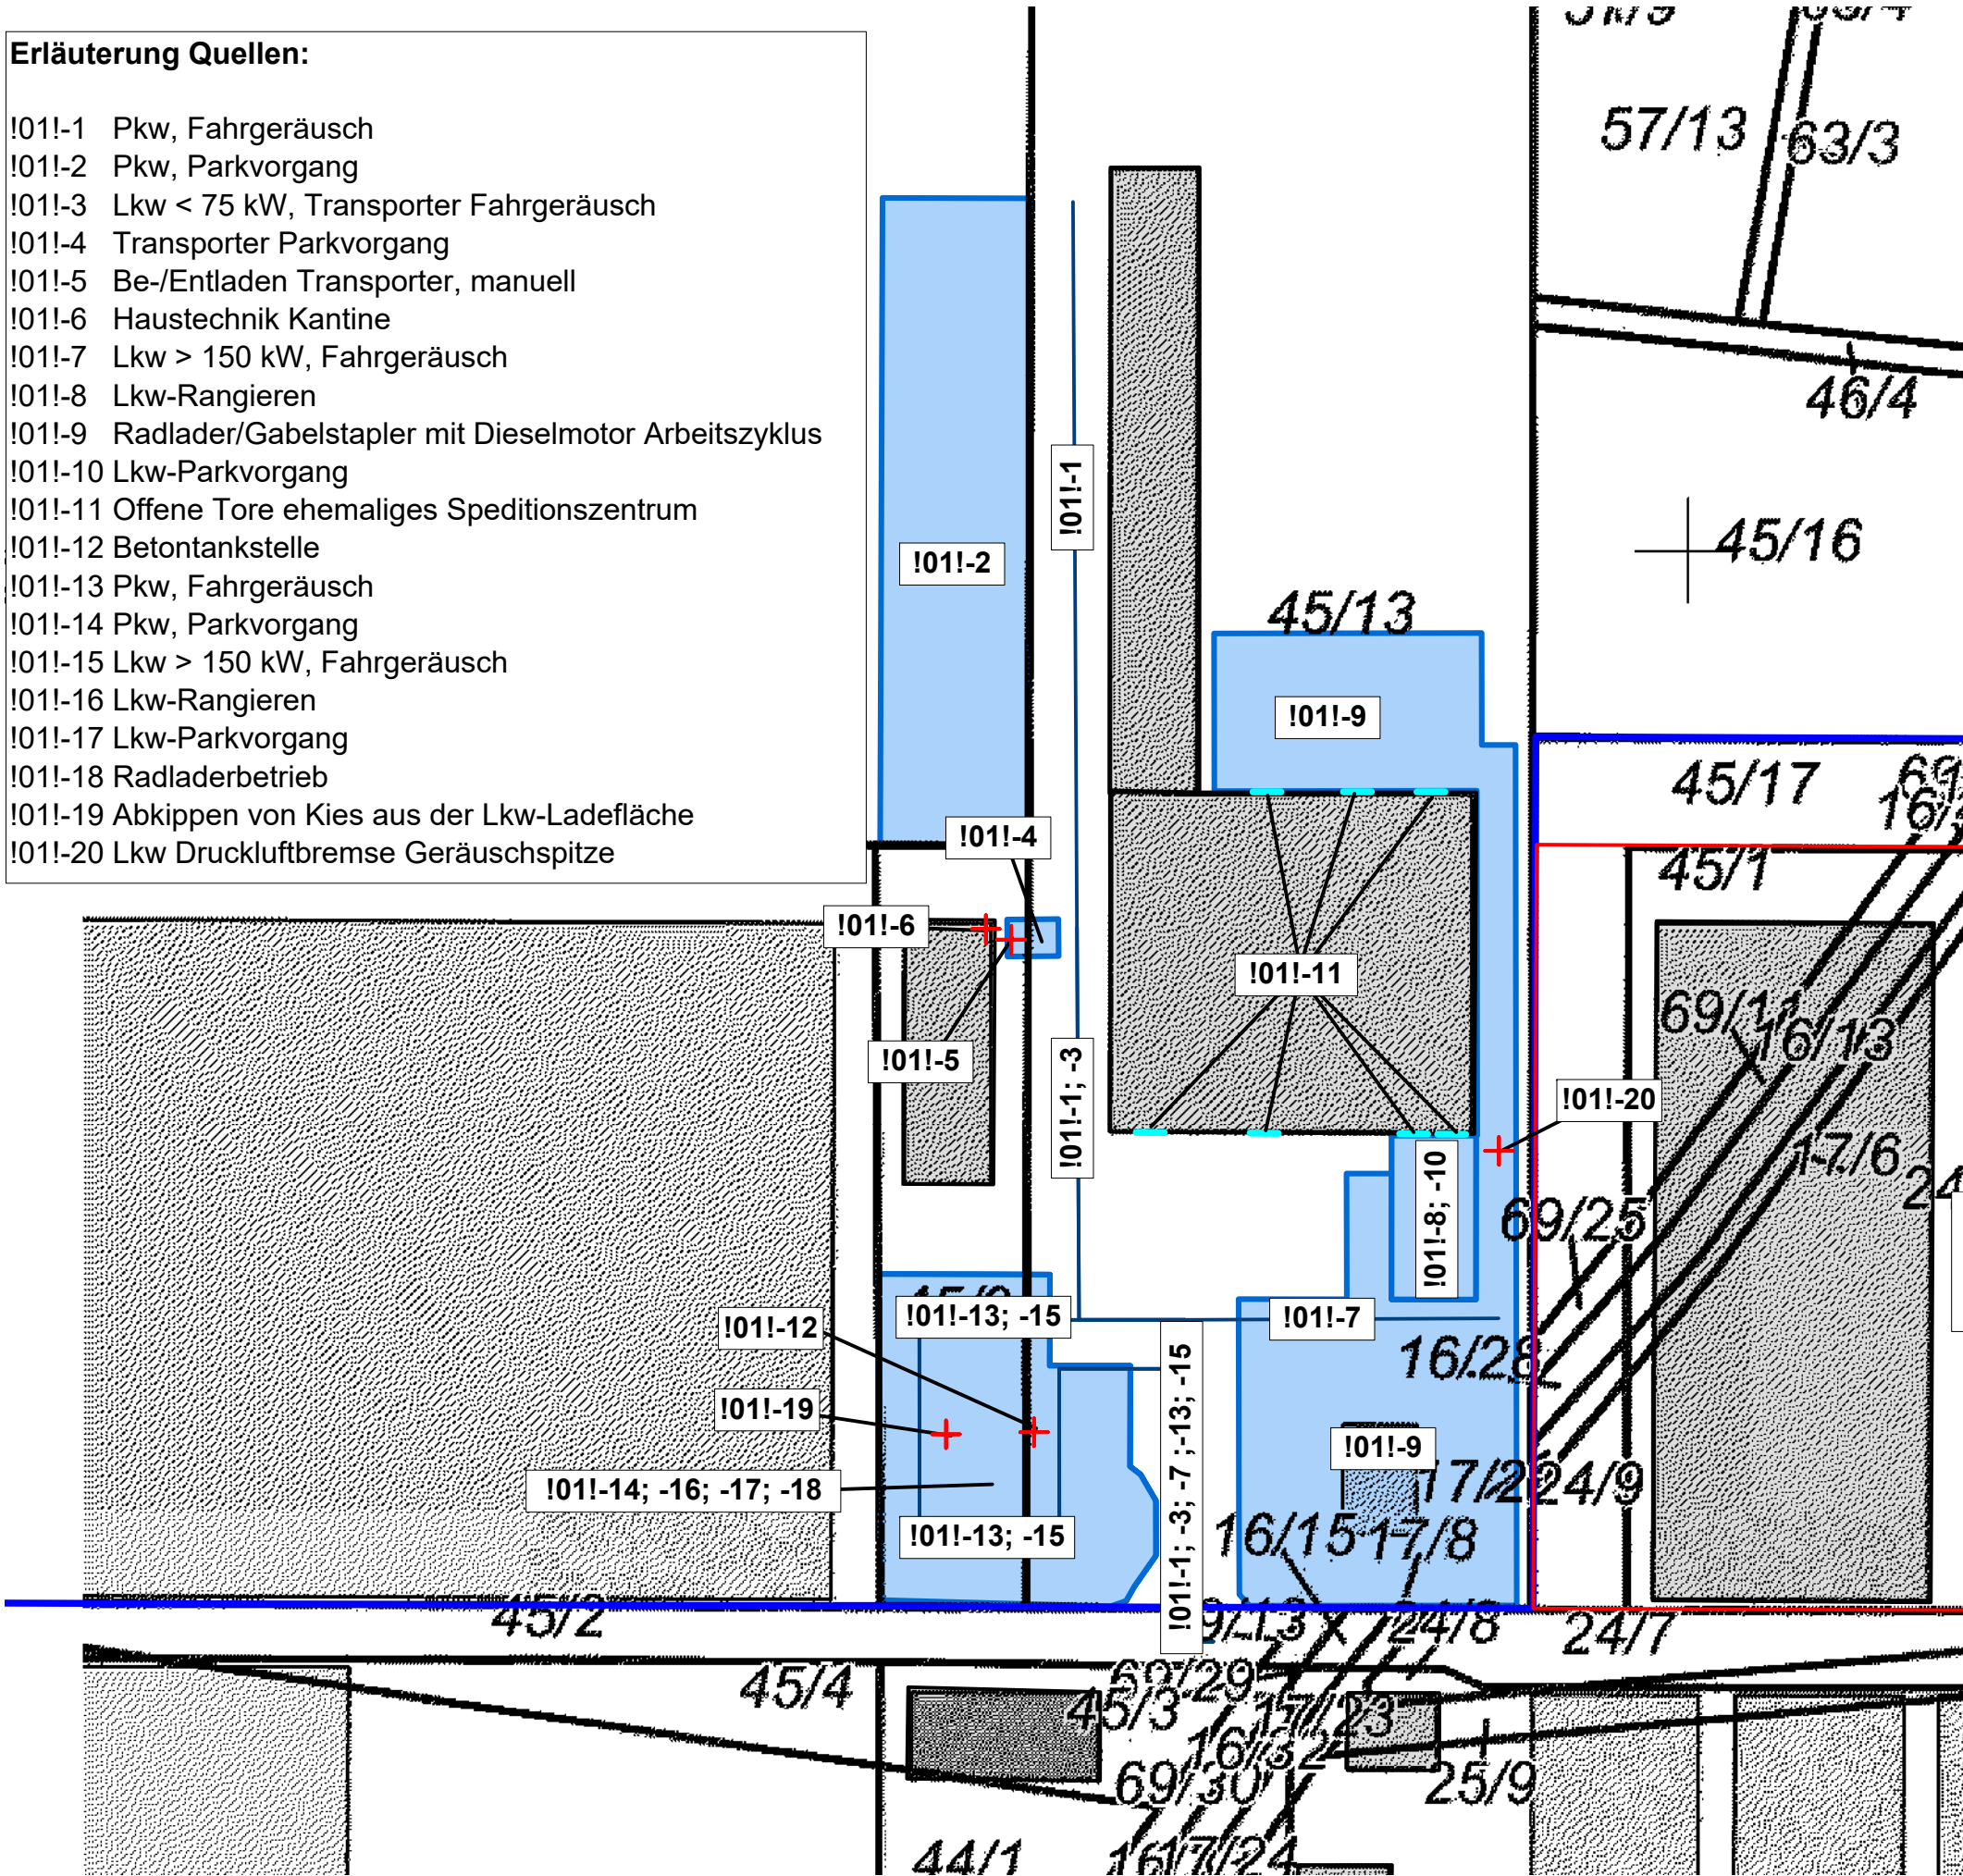 Erläuterung Quellen:
!01!-1 Pkw, Fahrgeräusch
!01!-2 Pkw, Parkvorgang
!01!-3 Lkw < 75 kW, Transporter Fahrgeräusch
!01!-4 Transporter Parkvorgang
!01!-5 Be-/Entladen Transporter, manuell
!01!-6 Haustechnik Kantine
!01!-7 Lkw > 150 kW, Fahrgeräusch
!01!-8 Lkw-Rangieren
!01!-9 Radlader/Gabelstapler mit Dieselmotor Arbeitszyklus
!01!-10 Lkw-Parkvorgang
!01!-11 Offene Tore ehemaliges Speditionszentrum
!01!-12 Betontankstelle
!01!-13 Pkw, Fahrgeräusch
!01!-14 Pkw, Parkvorgang
!01!-15 Lkw > 150 kW, Fahrgeräusch
!01!-16 Lkw-Rangieren
!01!-17 Lkw-Parkvorgang
!01!-18 Radladerbetrieb
!01!-19 Abkippen von Kies aus der Lkw-Ladefläche
!01!-20 Lkw Druckluftbremse Geräuschspitze
57/13
63/3
46/4
45/16
!01!-1
!01!-2
45/13
!01!-9
45/17
45/1
!01!-4
!01!-6
!01!-11
!01!-5
!01!-1; -3
69/11
16/13
!01!-20
17/6
!01!-8; -10
69/25
!01!-13; -15
!01!-7
!01!-12
16/28
!01!-19
!01!-9
!01!-14; -16; -17; -18
24/9
!01!-13; -15
16/15
17/8
!01!-1; -3; -7 ;-13; -15
45/2
24/8
24/7
45/4
69/29
45/3
17/23
16/32
69/30
25/9
44/1
17/24